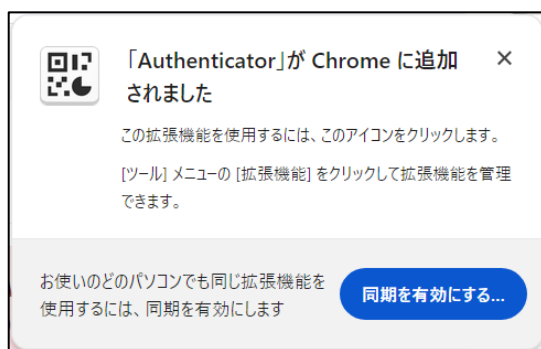 「Authenticator」が Chrome に追加
されました
この拡張機能を使用するには、このアイコンをクリックします。
[ツール] メニューの [拡張機能] をクリックして拡張機能を管理
できます。
お使いのどのパソコンでも同じ拡張機能を
使用するには、同期を有効にします
同期を有効にする...